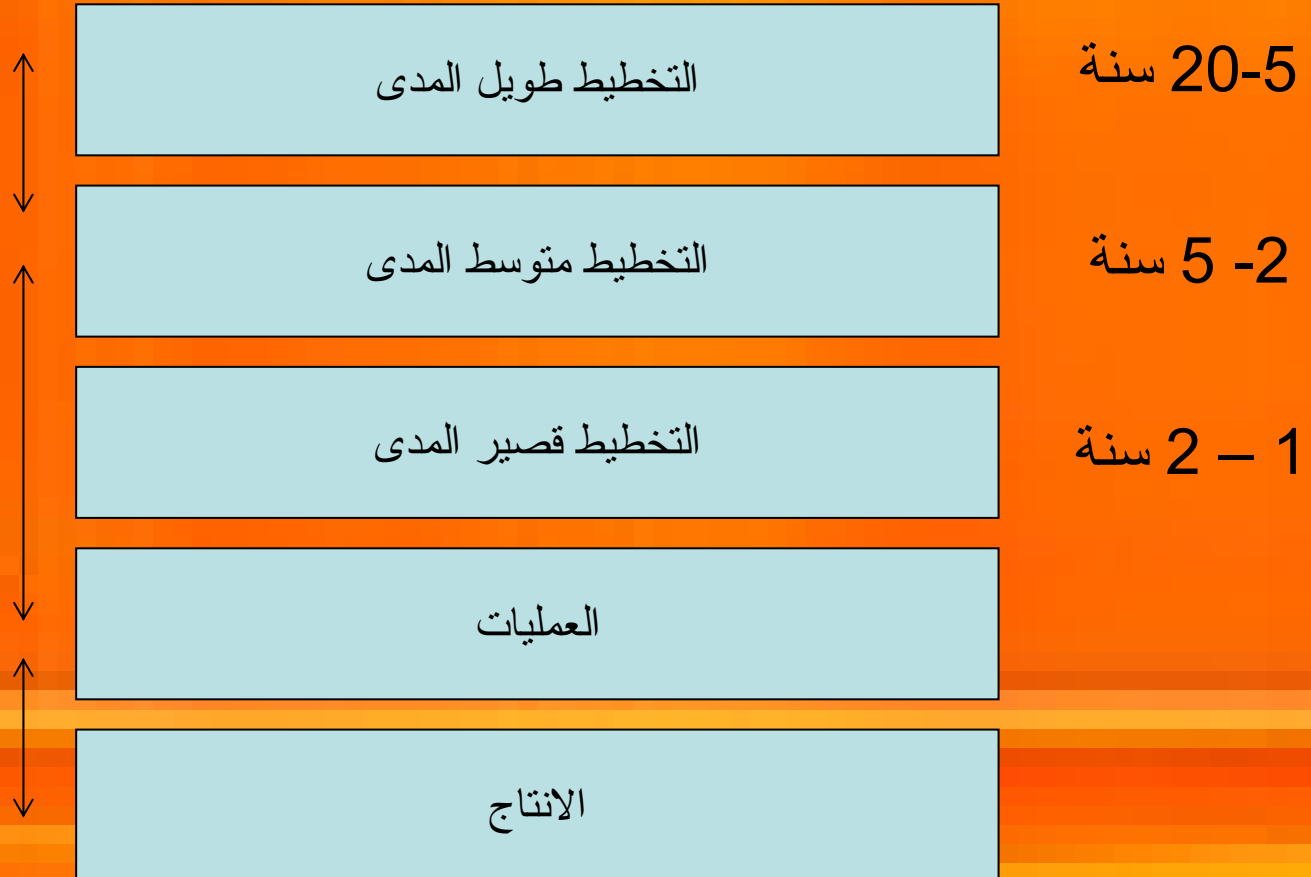 التخطيط طويل المدى
5-20 سنة
التخطيط متوسط المدى
2- 5 سنة
التخطيط قصير المدى
1 – 2 سنة
العمليات
الانتاج